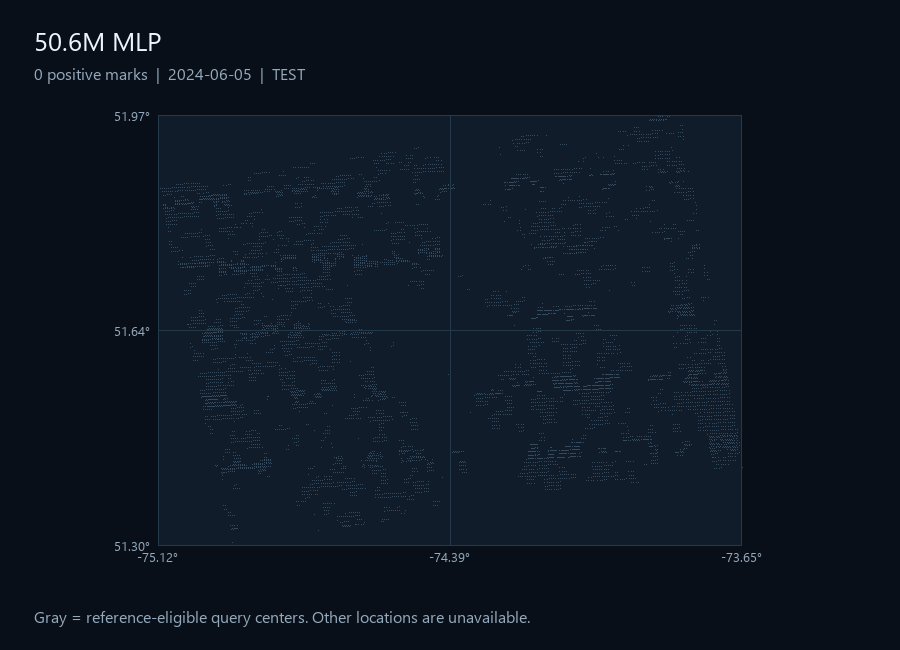 50.6M MLP
0 positive marks | 2024-06-05 | TEST
51.97°
51.64°
51.30°
-75.12°
-74.39°
-73.65°
Gray = reference-eligible query centers. Other locations are unavailable.